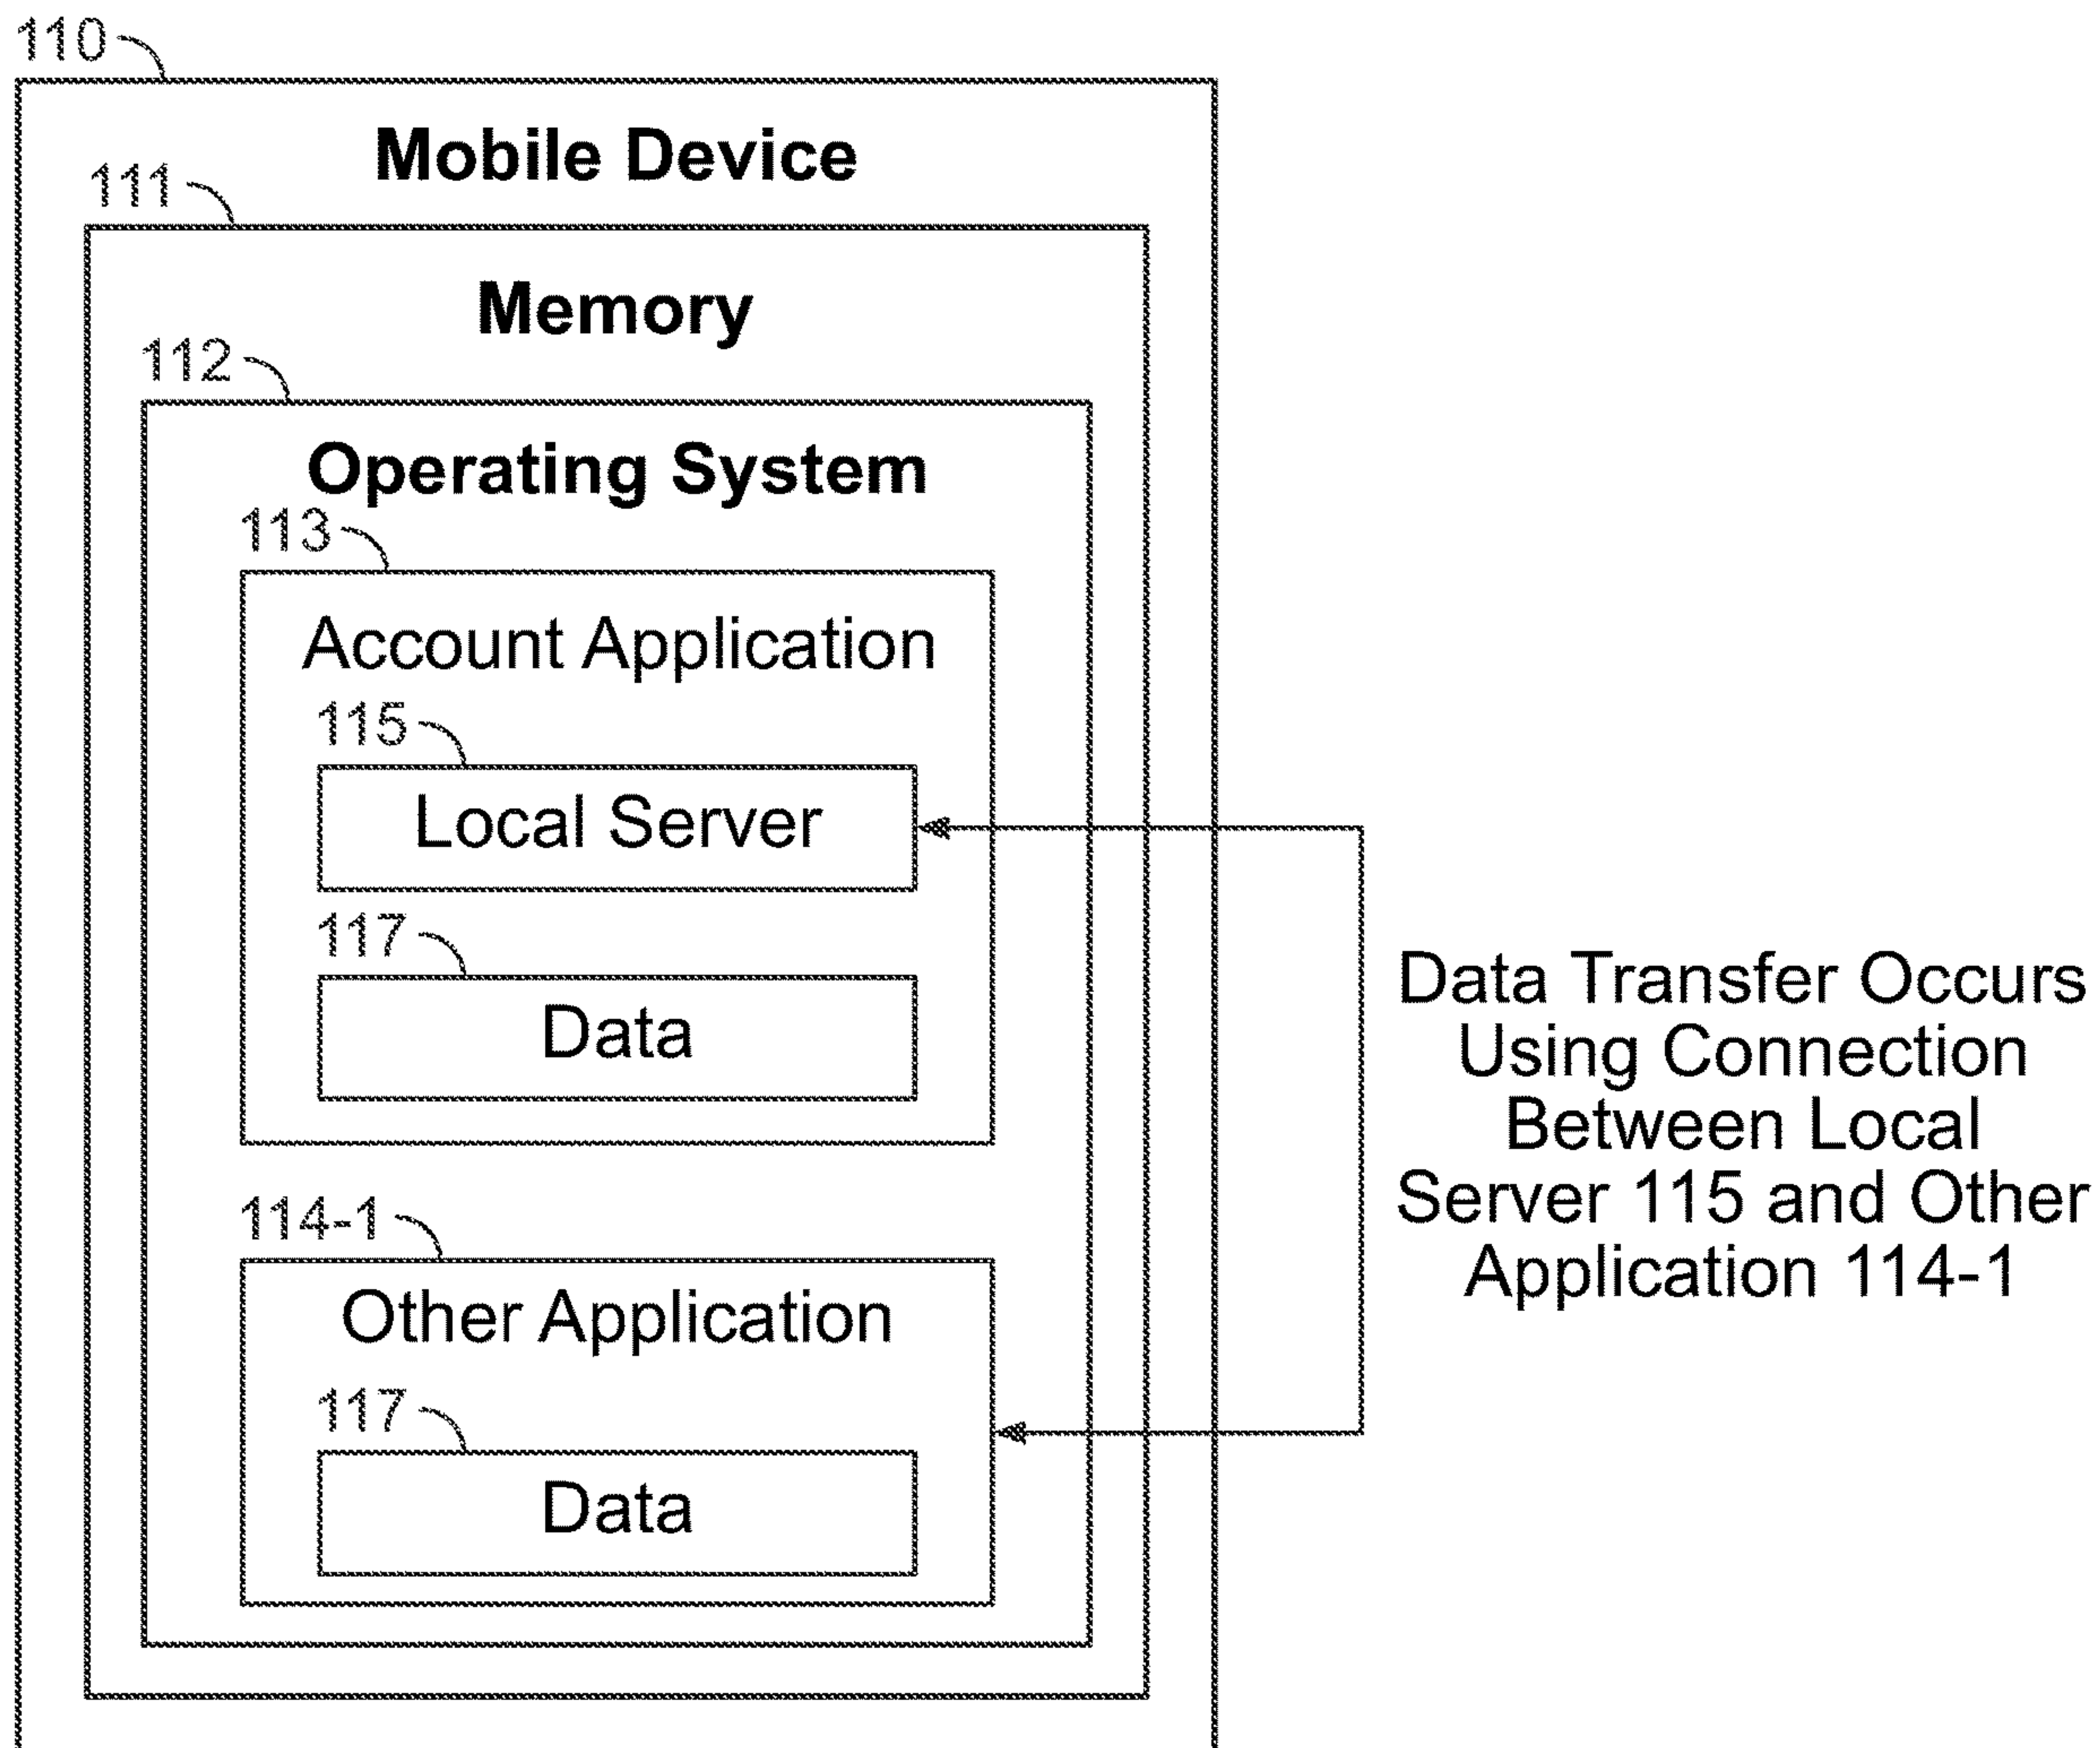 110
Mobile Device
111
Memory
112
Operating System
113
Account Application
115
Local Server
117
Data
114-1
Other Application
117
Data
Data Transfer Occurs
Using Connection
Between Local
Server 115 and Other
Application 114-1